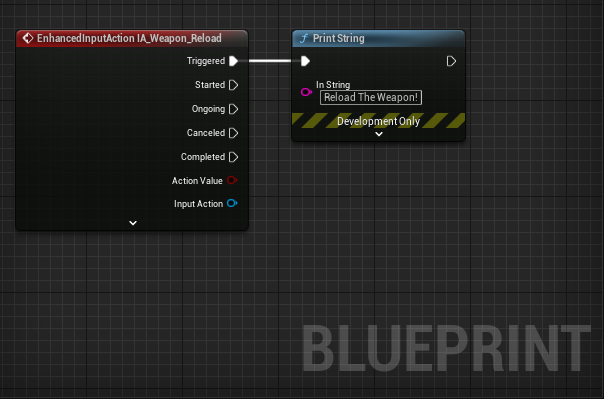 EnhancedInputAction IA_Weapon_Reload
Triggered
Started
Ongoing
Canceled
Completed
Action Value
Input Action
f Print String
In String
Reload The Weapon!
Development Only
BLUEPRINT